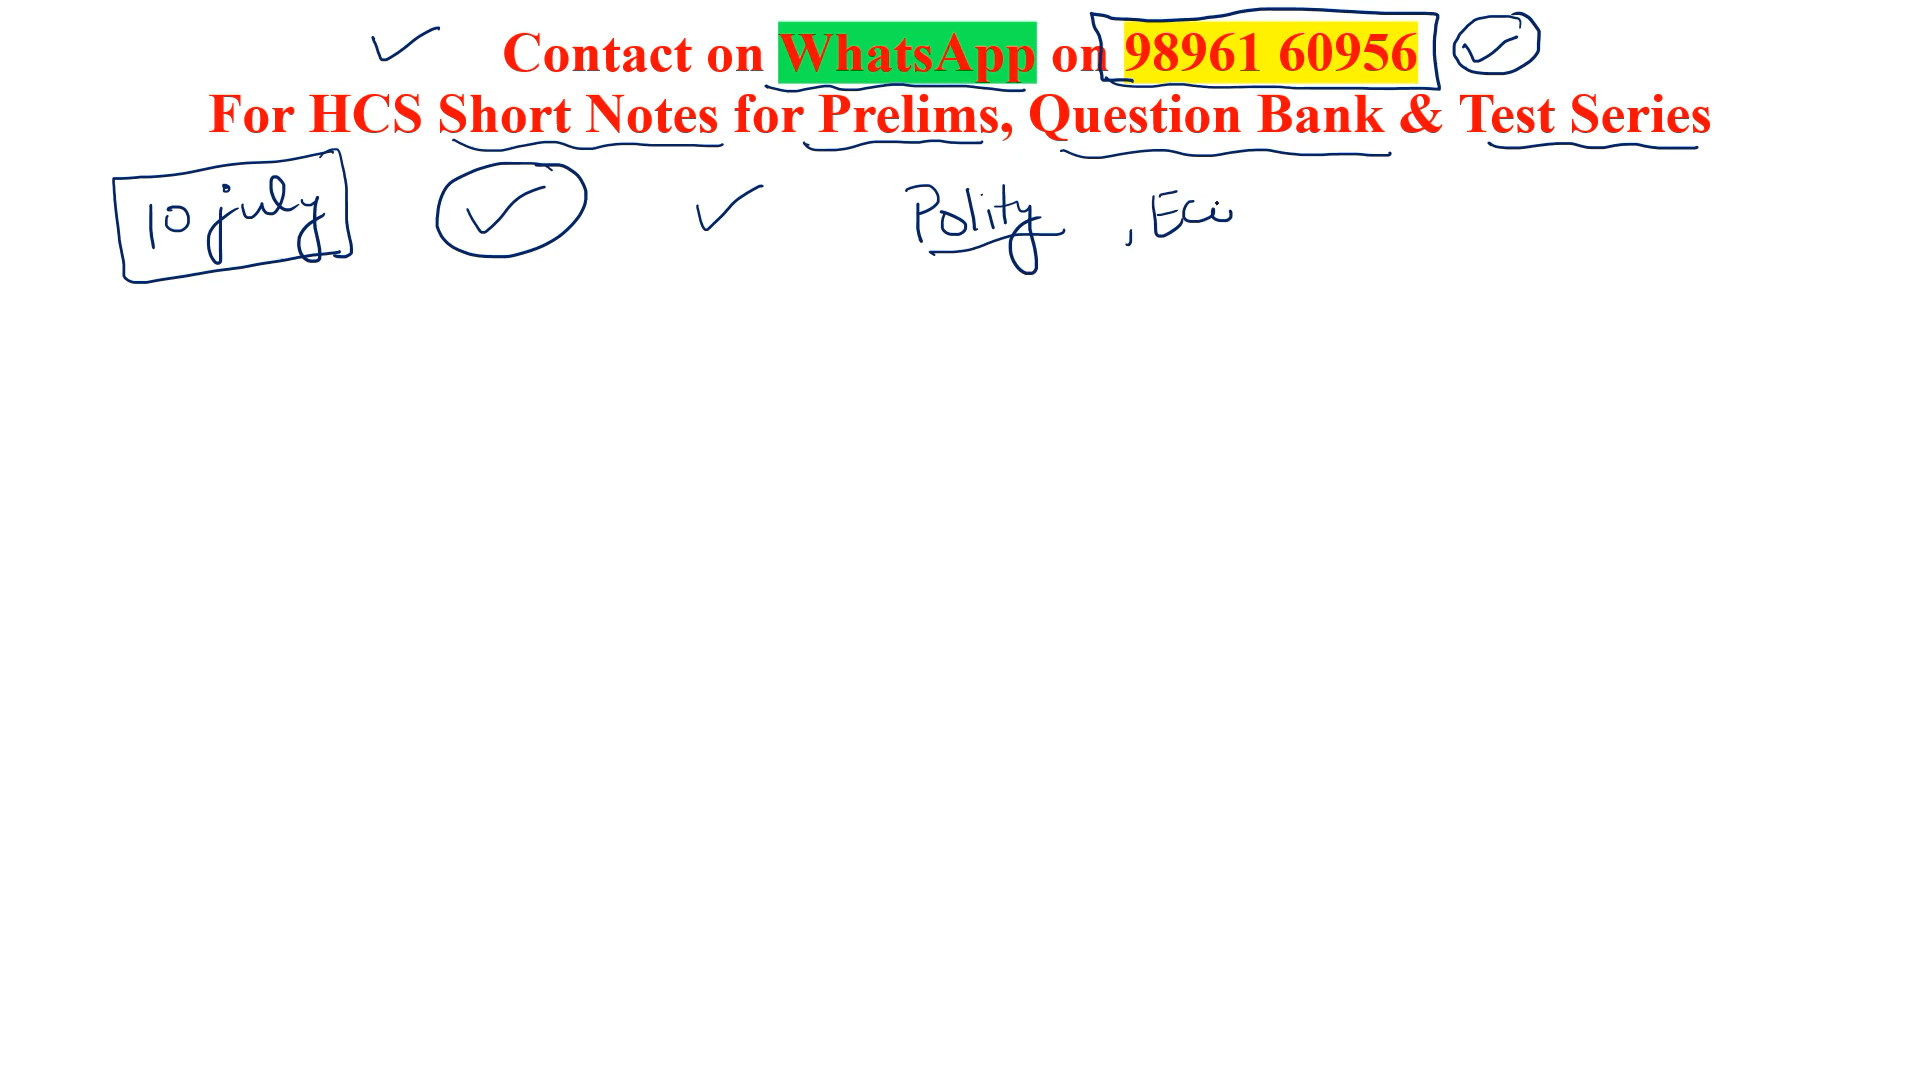 Contact on WhatsApp on 98961 60956
For HCS Short Notes for Prelims, Question Bank & Test Series
10 july Polity , Eco